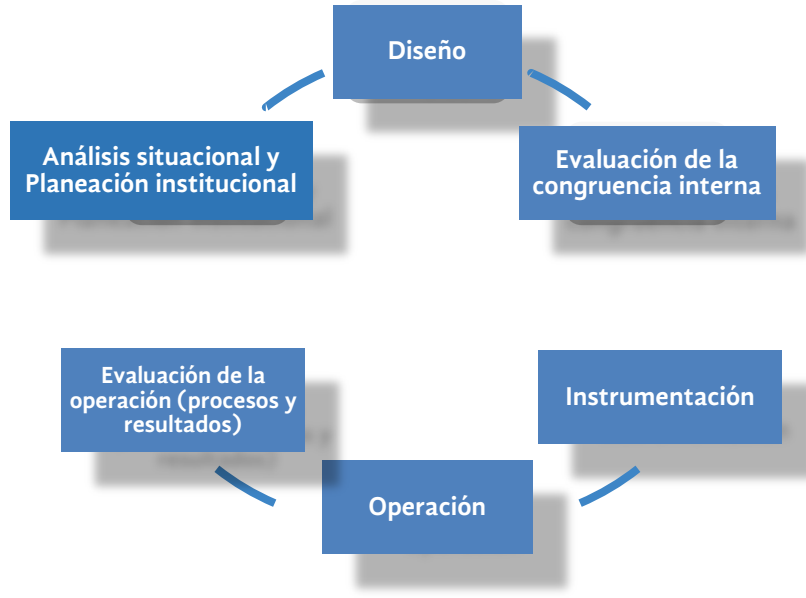 Diseño
Análisis situacional y
Planeación institucional
Evaluación de la
congruencia interna
Evaluación de la
operación (procesos y
resultados)
Instrumentación
Operación